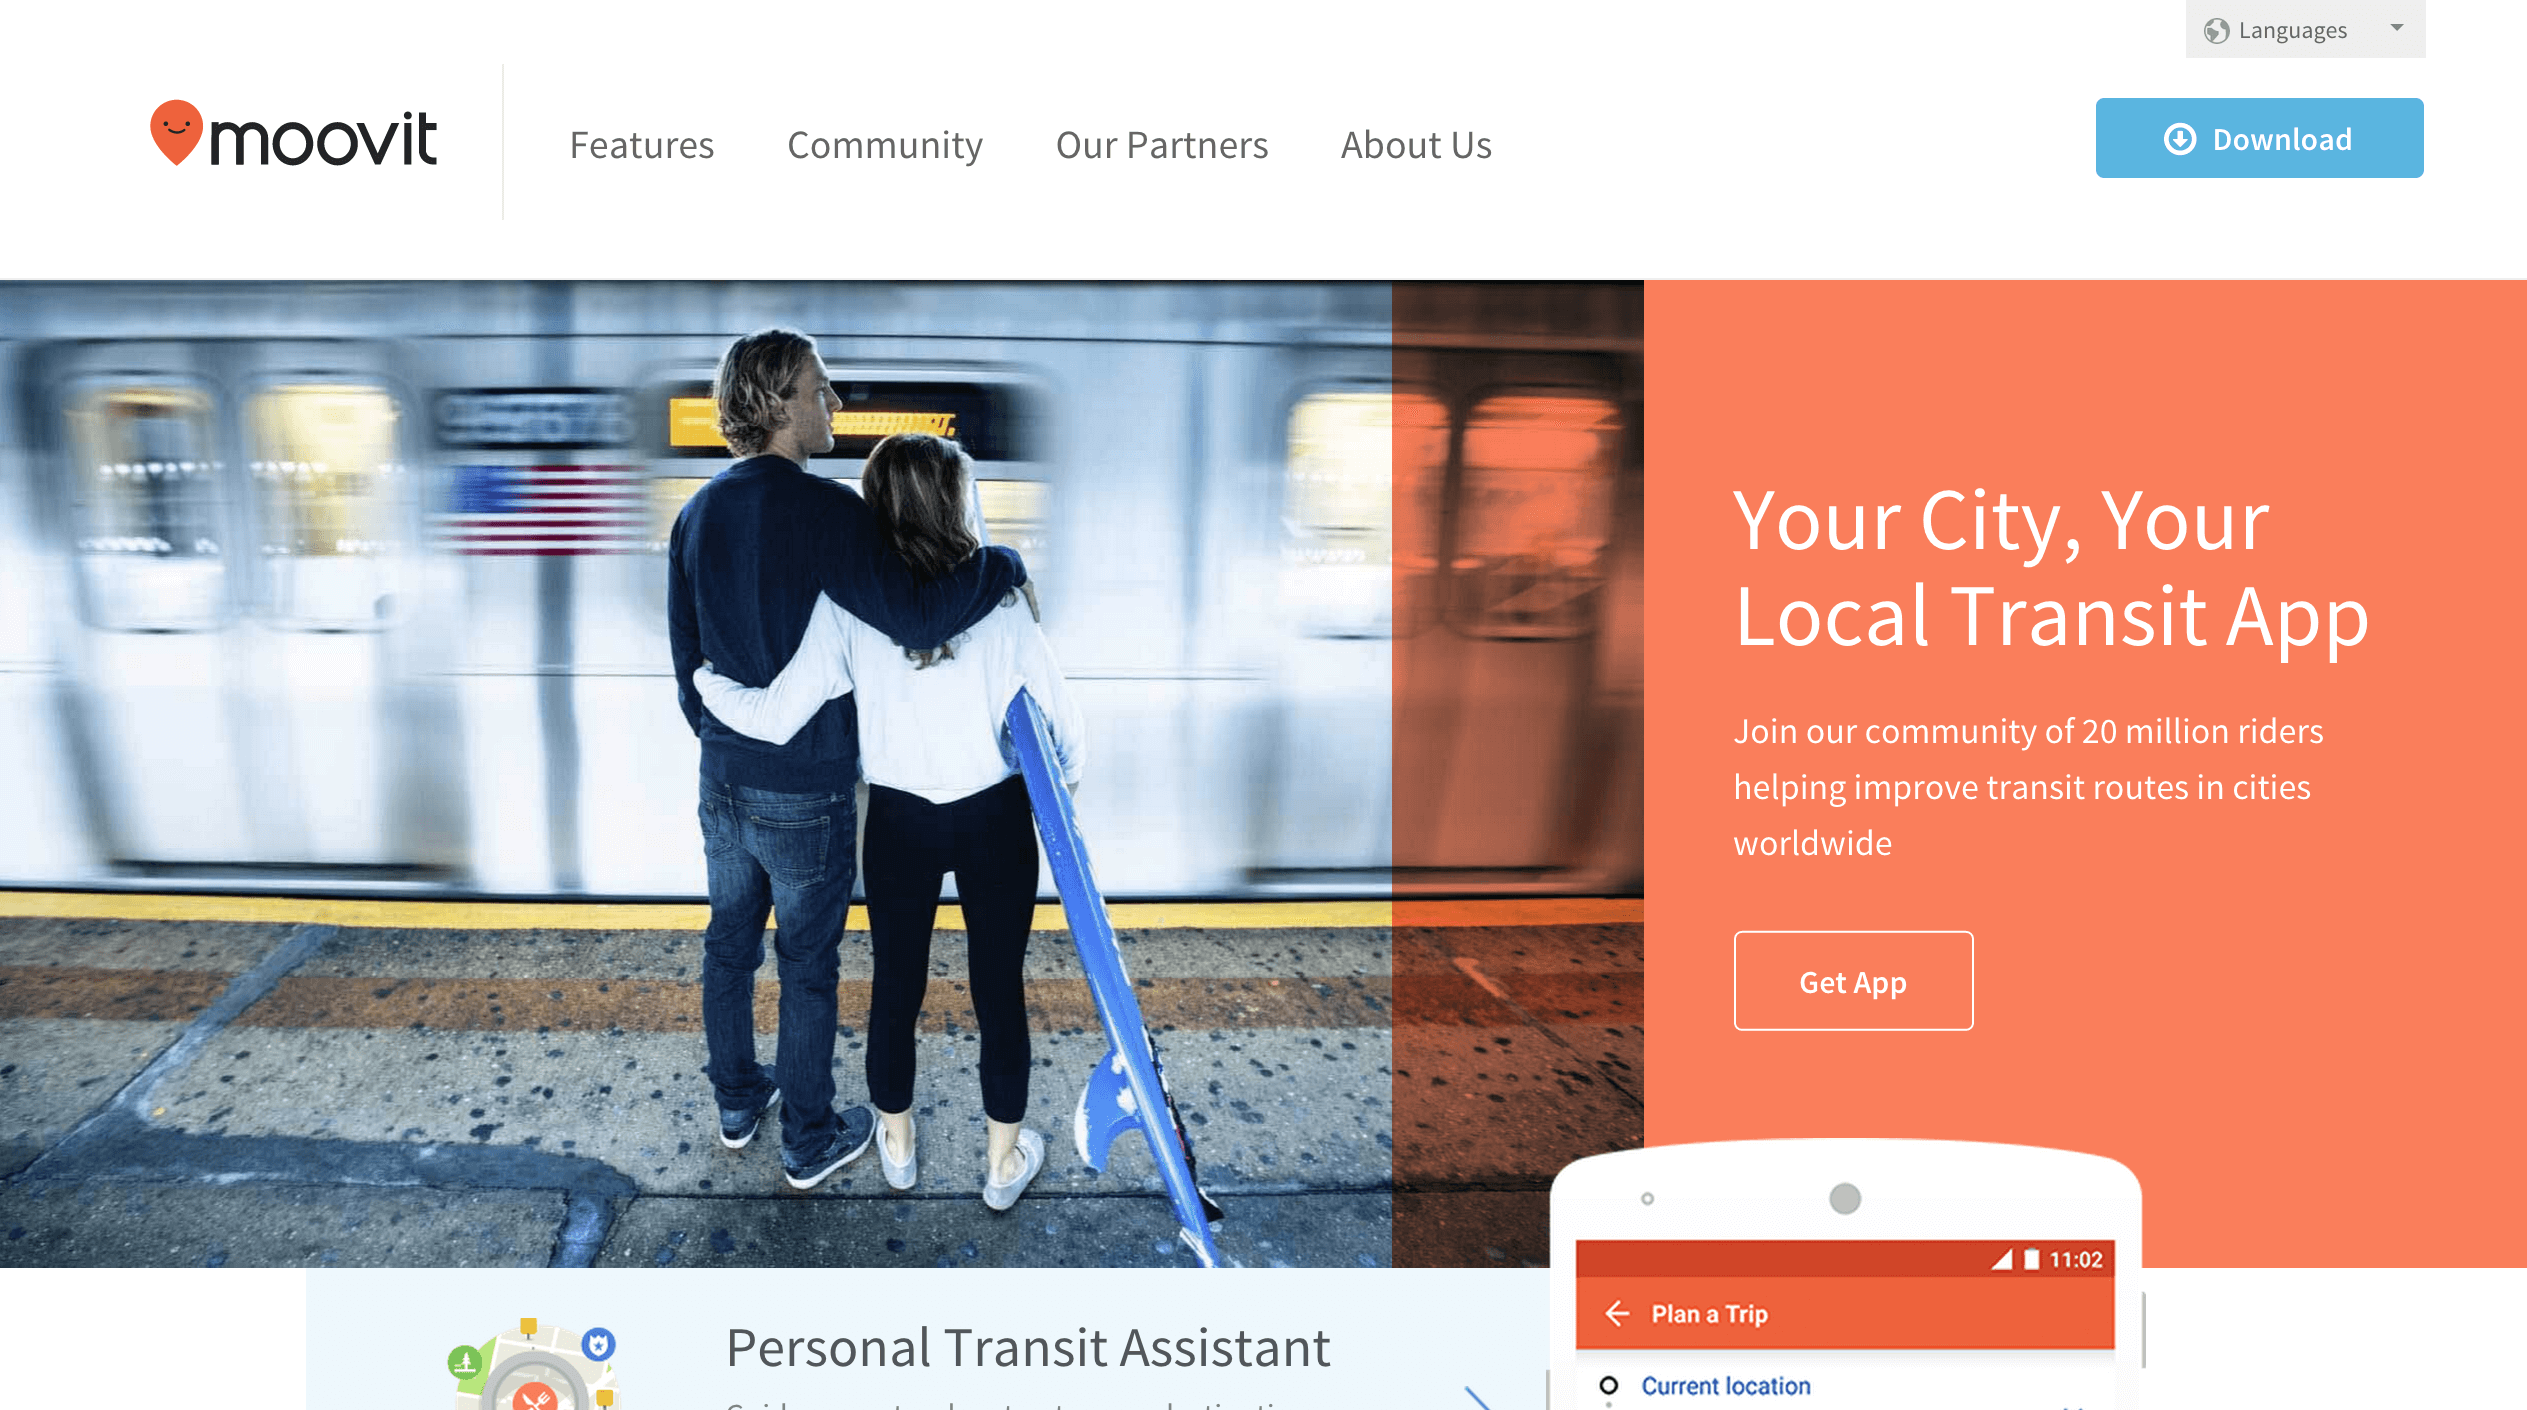 Languages
moovit
Features
Community
Our Partners
About Us
Download
Your City, Your
Local Transit App
Join our community of 20 million riders
helping improve transit routes in cities
worldwide
Get App
11:02
Plan a Trip
Personal Transit Assistant
Current location